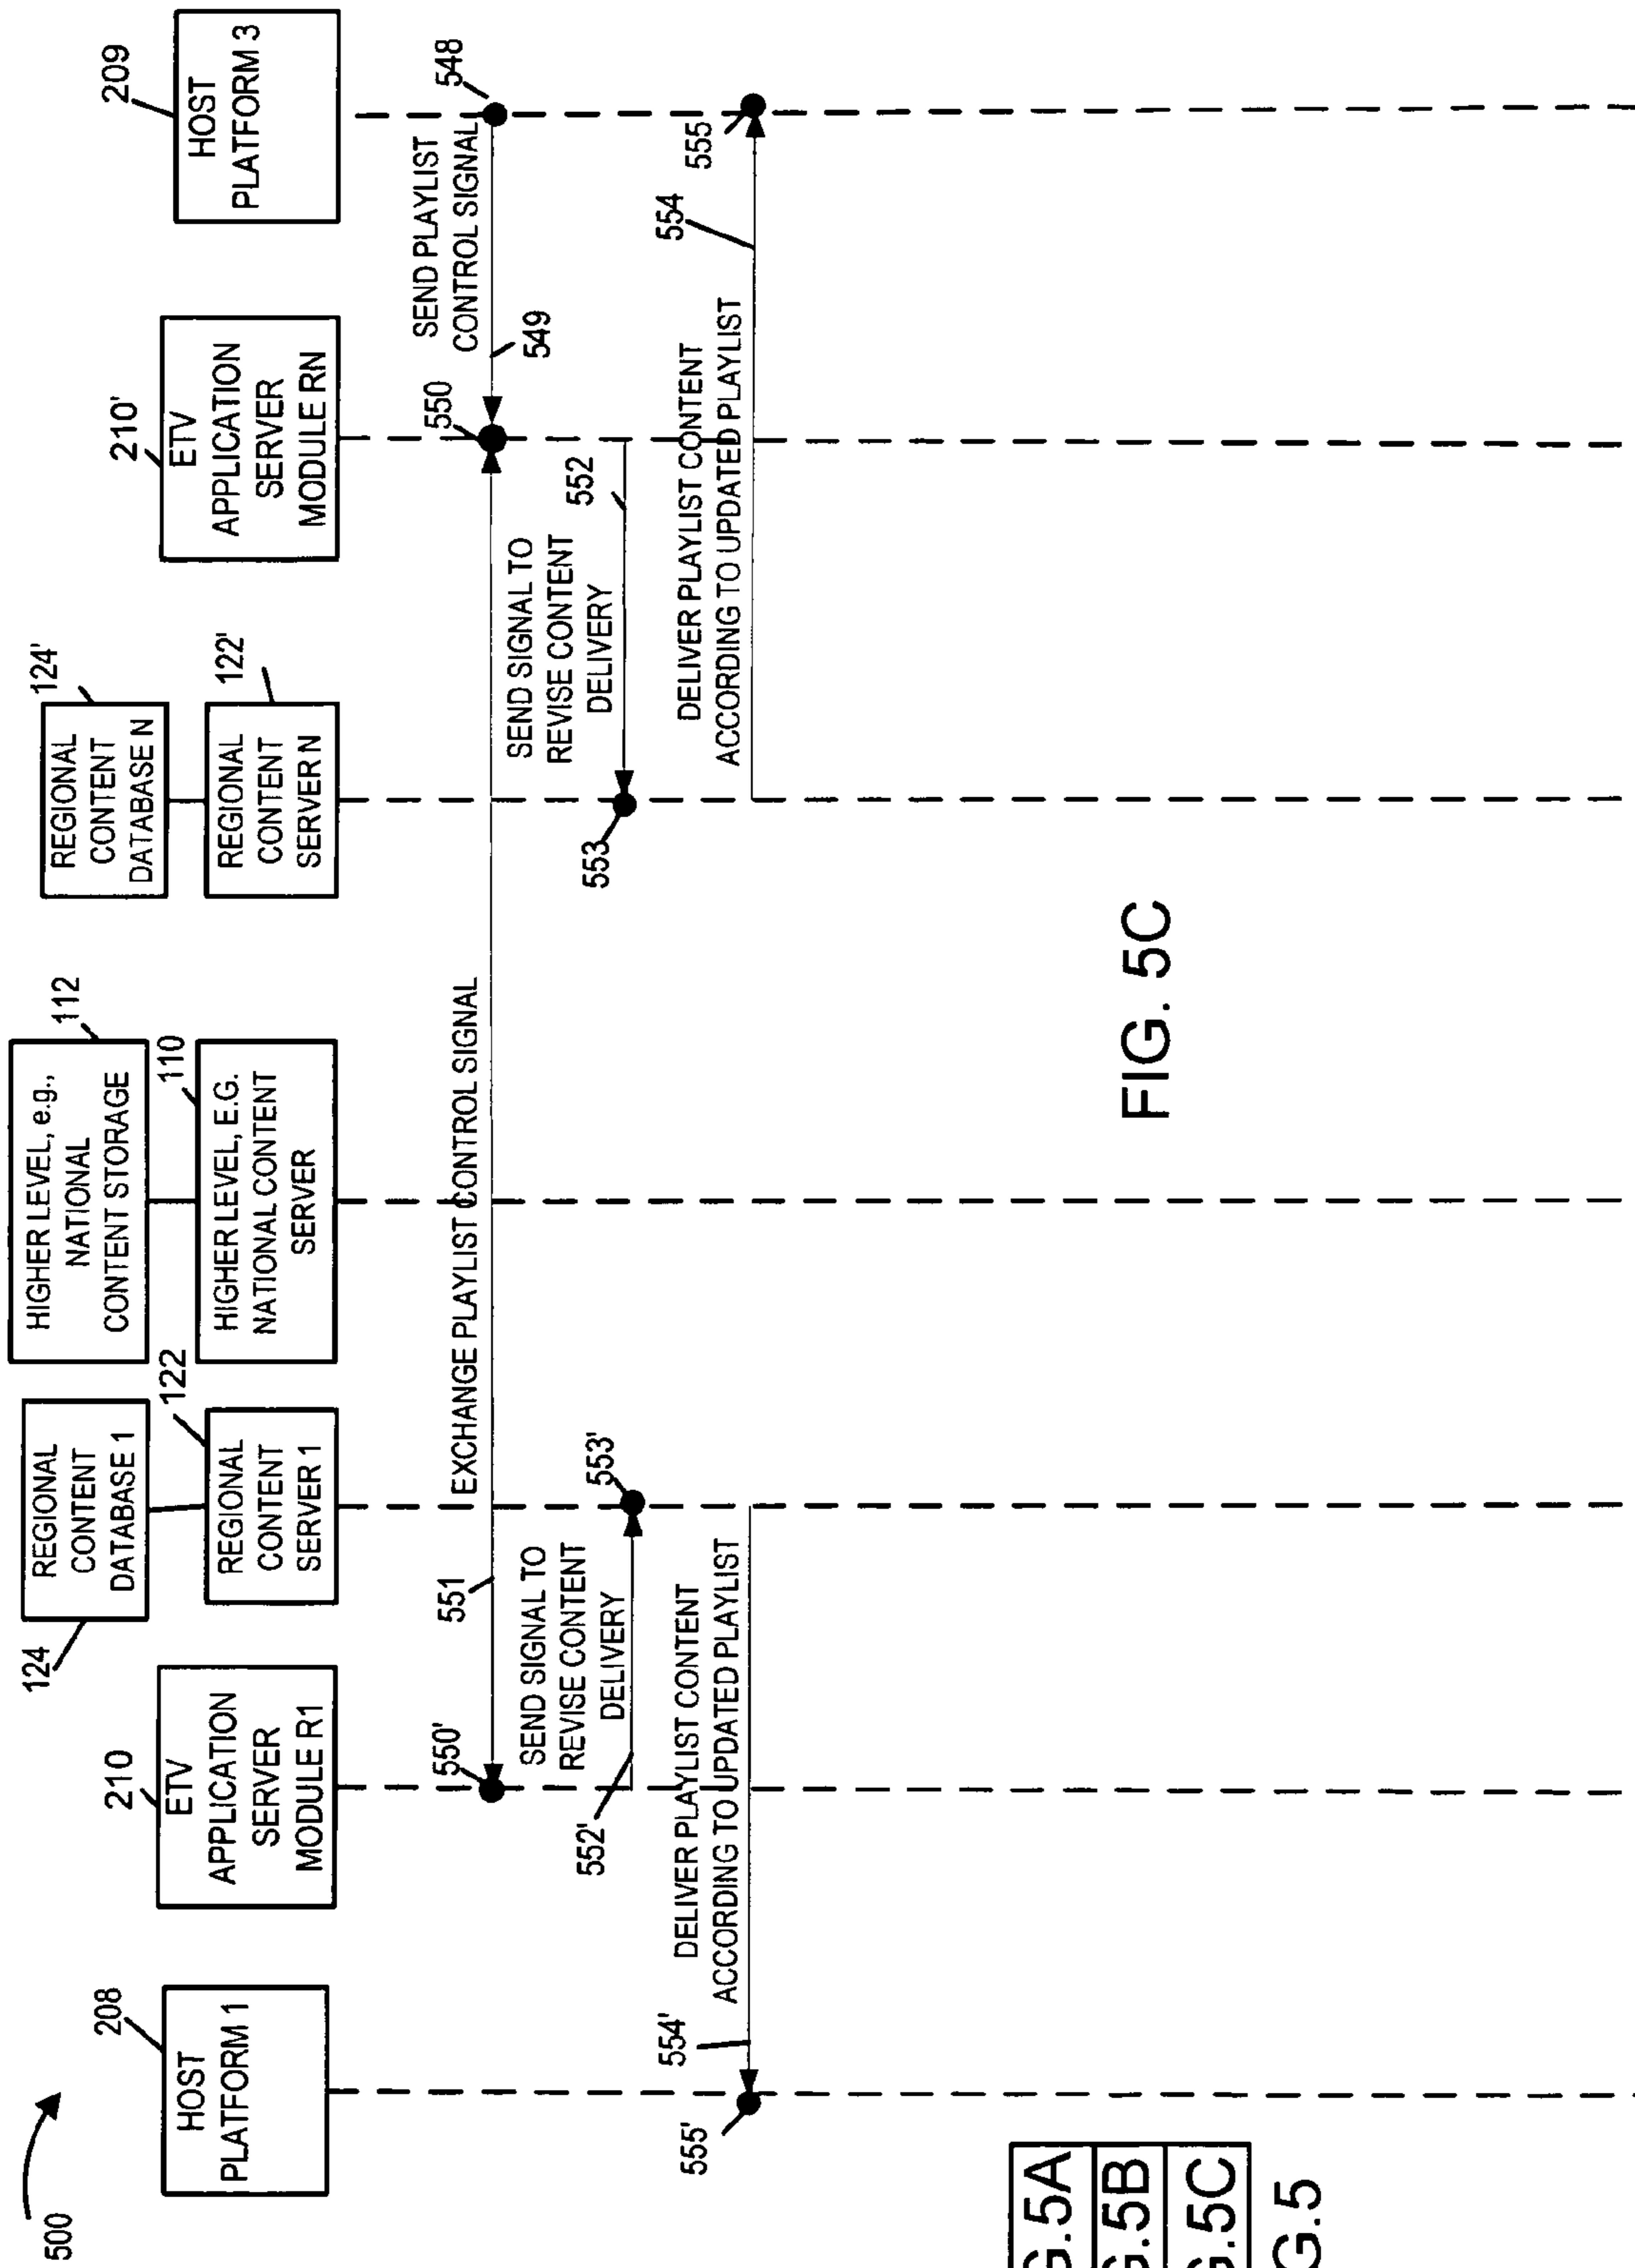 500
208
HOST
PLATFORM 1
210
ETV
APPLICATION
SERVER
MODULE R1
124
REGIONAL
CONTENT
DATABASE 1
122
REGIONAL
CONTENT
SERVER 1
HIGHER LEVEL, e.g.,
NATIONAL
CONTENT STORAGE
112
110
HIGHER LEVEL, E.G.
NATIONAL CONTENT
SERVER
124'
REGIONAL
CONTENT
DATABASE N
122'
REGIONAL
CONTENT
SERVER N
210'
ETV
APPLICATION
SERVER
MODULE RN
209
HOST
PLATFORM 3
SEND PLAYLIST
CONTROL SIGNAL
548
549
550
EXCHANGE PLAYLIST CONTROL SIGNAL
551
550'
SEND SIGNAL TO
REVISE CONTENT
DELIVERY
552'
553'
SEND SIGNAL TO
REVISE CONTENT
DELIVERY
552
553
DELIVER PLAYLIST CONTENT
ACCORDING TO UPDATED PLAYLIST
554'
555'
DELIVER PLAYLIST CONTENT
ACCORDING TO UPDATED PLAYLIST
554
555
FIG. 5C
G.5A
G.5B
G.5C
G.5